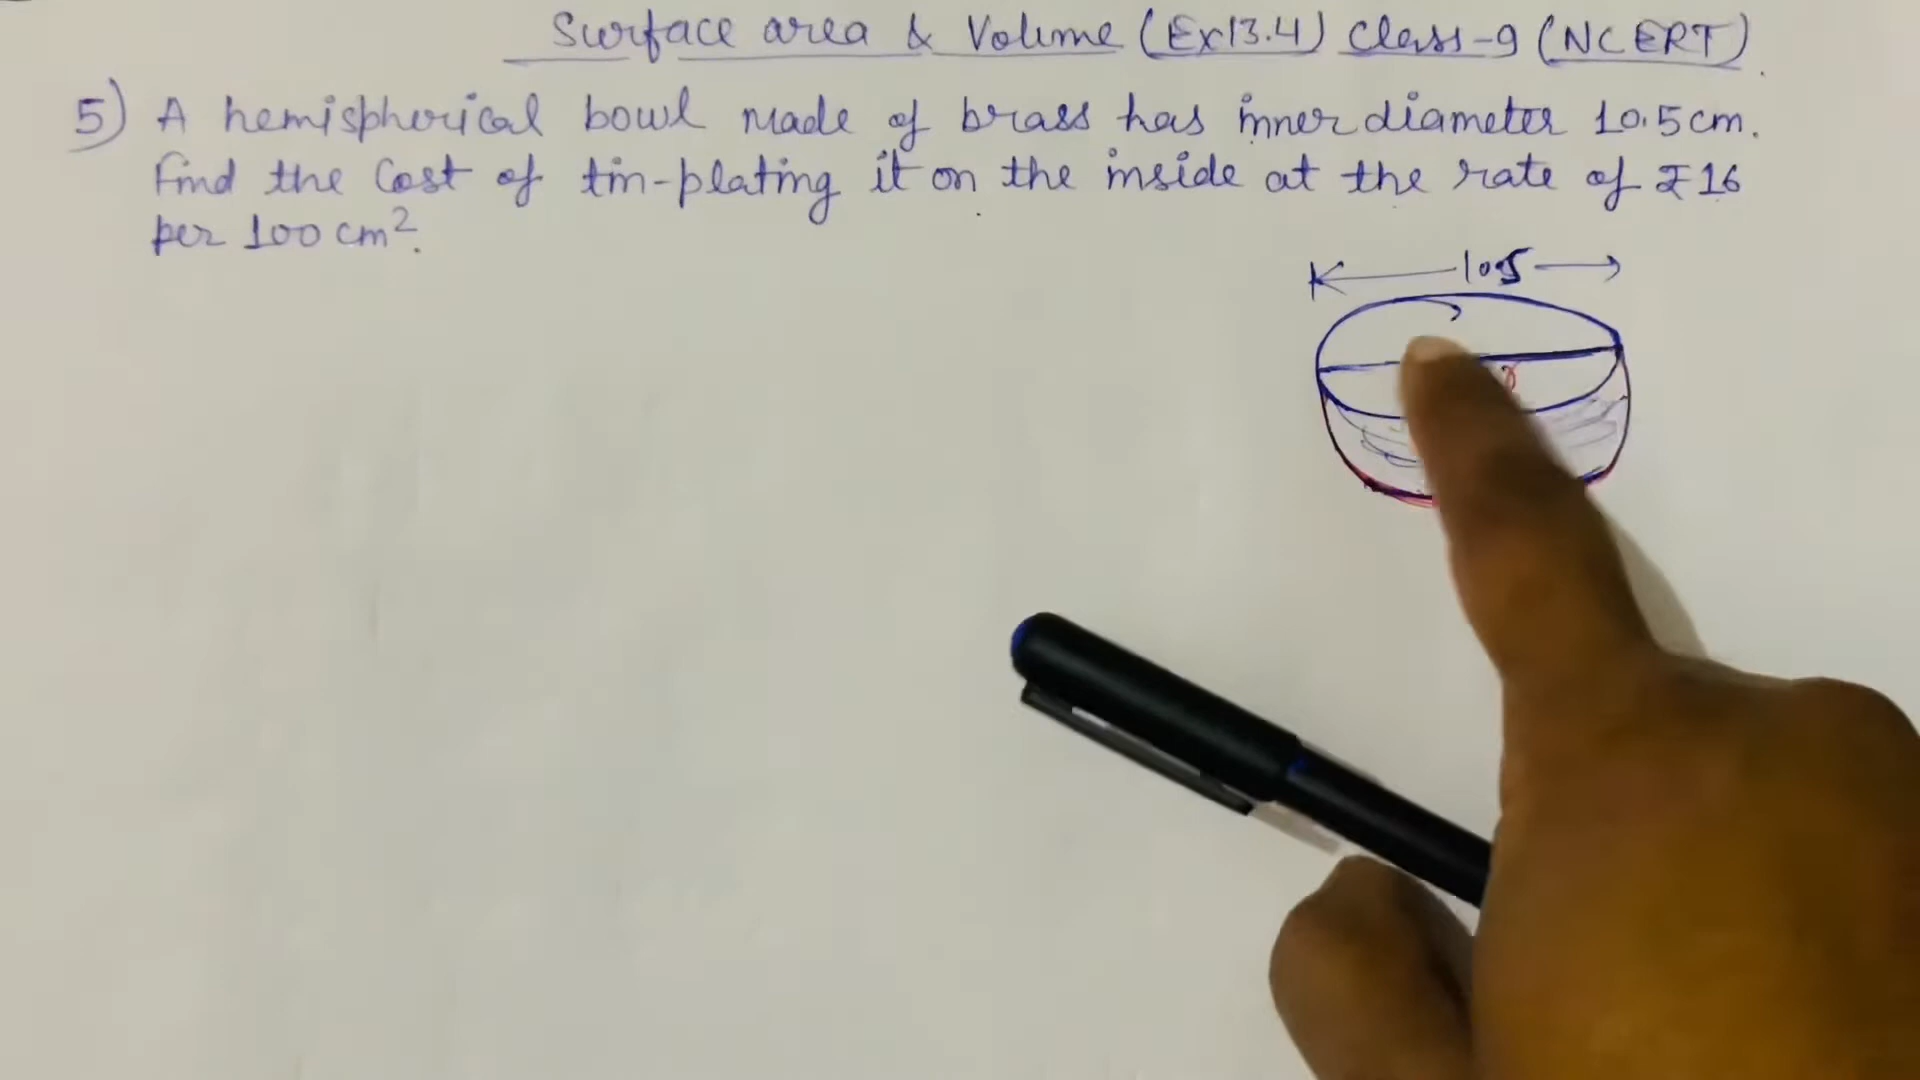 Surface area & Volume (Ex13.4) Class-9 (NCERT)
5) A hemispherical bowl made of brass has inner diameter 10.5cm.
Find the Cost of tin-plating it on the inside at the rate of ₹16
per 100 cm².
10.5
r